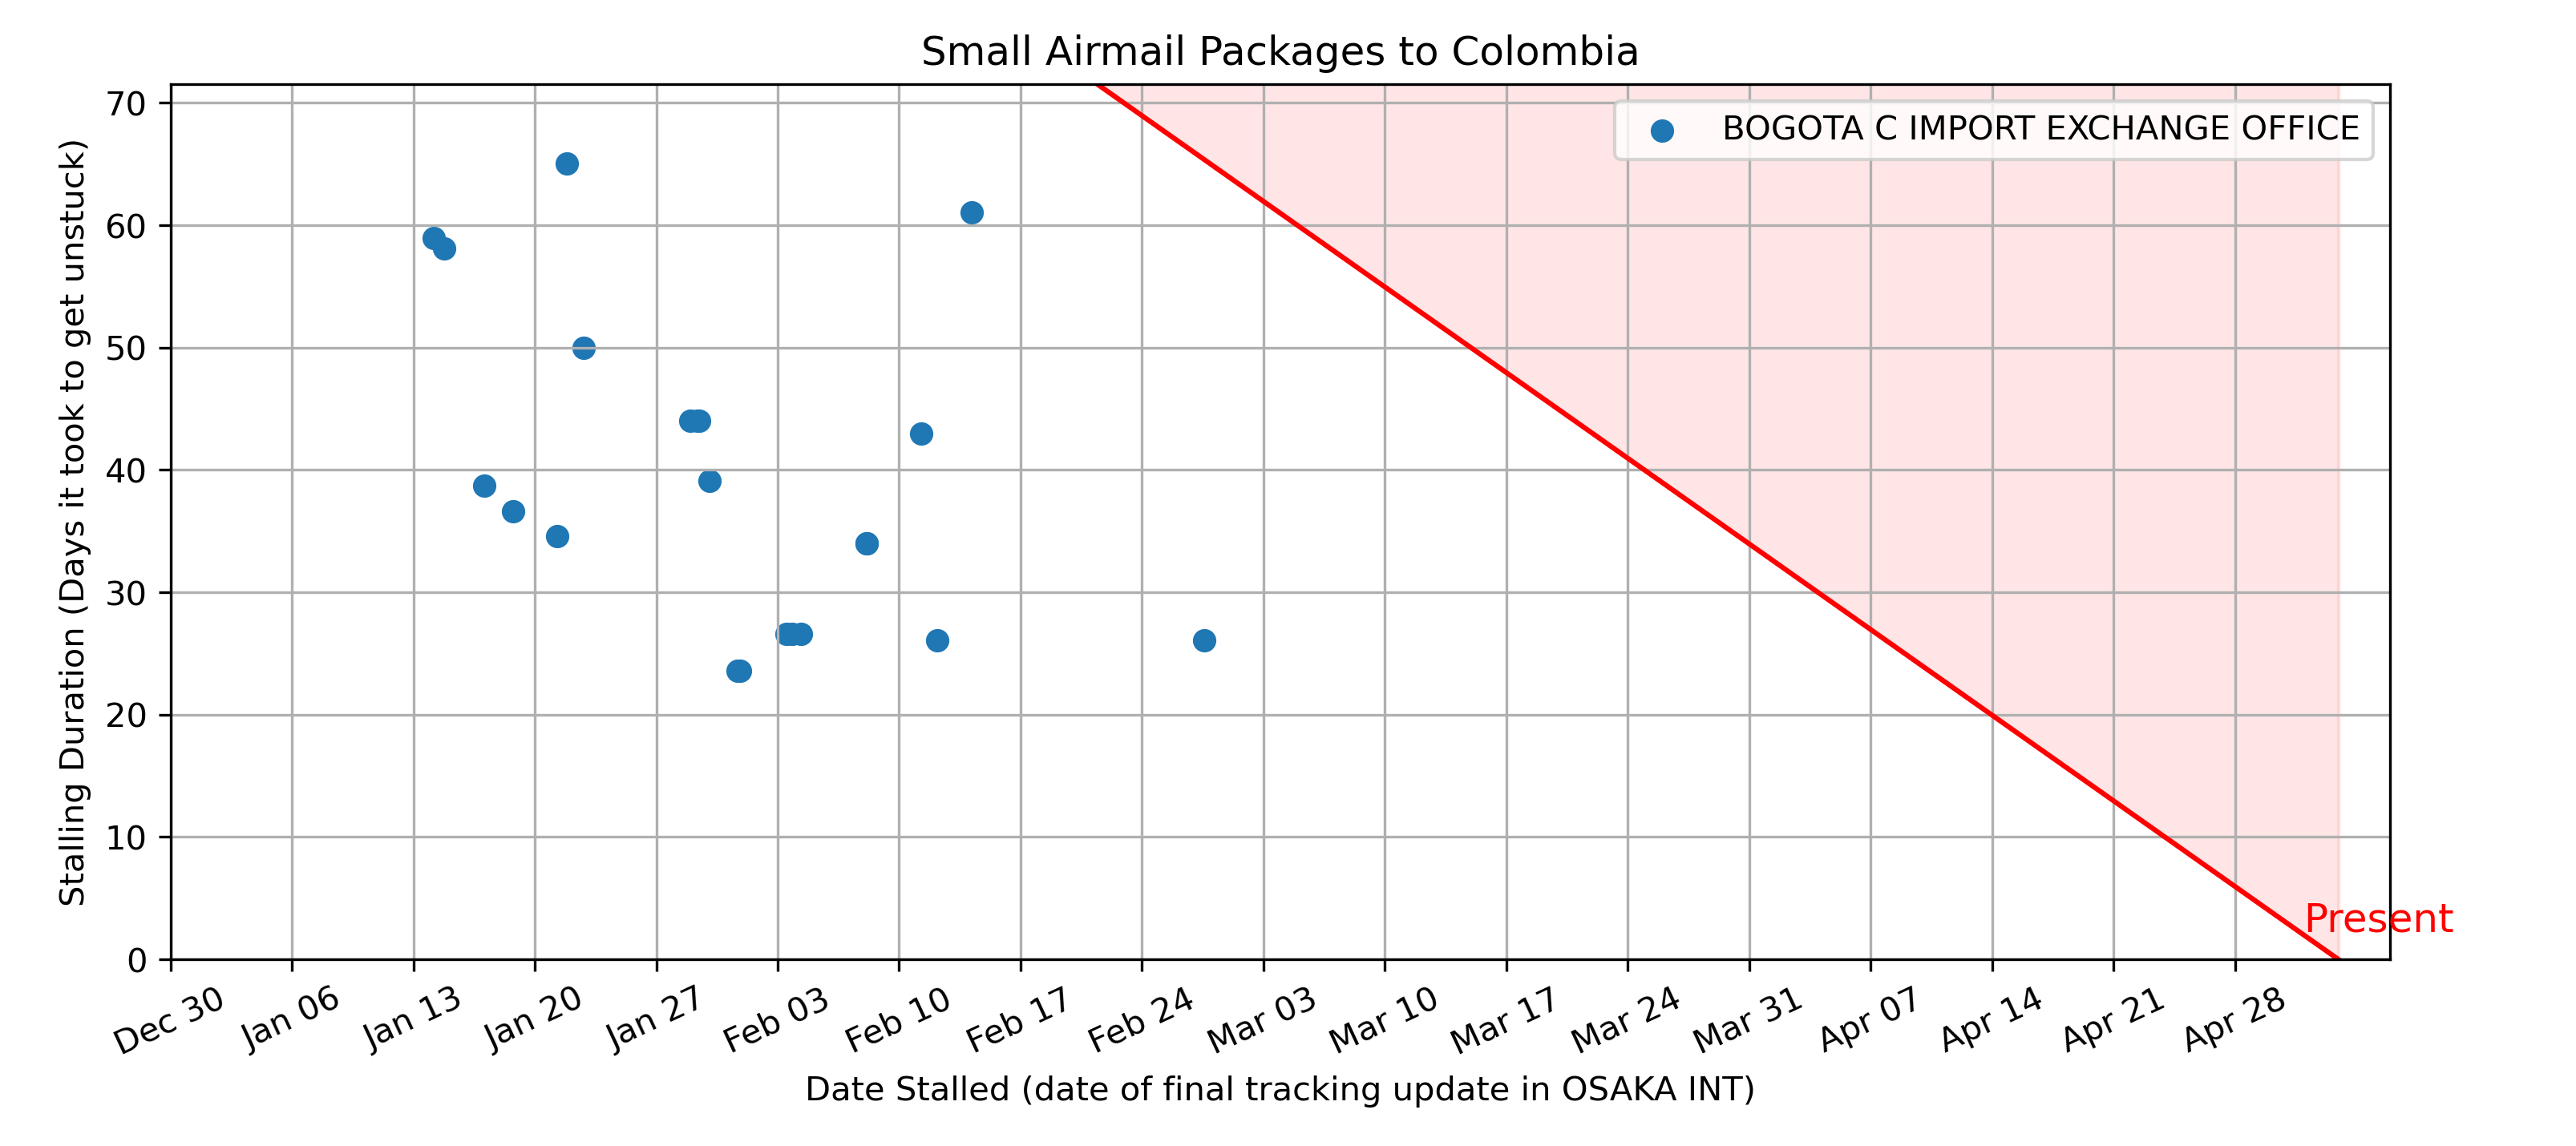 Small Airmail Packages to Colombia
BOGOTA C IMPORT EXCHANGE OFFICE
Stalling Duration (Days it took to get unstuck)
70
60
50
40
30
20
10
0
Present
Dec 30
Jan 06
Jan 13
Jan 20
Jan 27
Feb 03
Feb 10
Feb 17
Feb 24
Mar 03
Mar 10
Mar 17
Mar 24
Mar 31
Apr 07
Apr 14
Apr 21
Apr 28
Date Stalled (date of final tracking update in OSAKA INT)